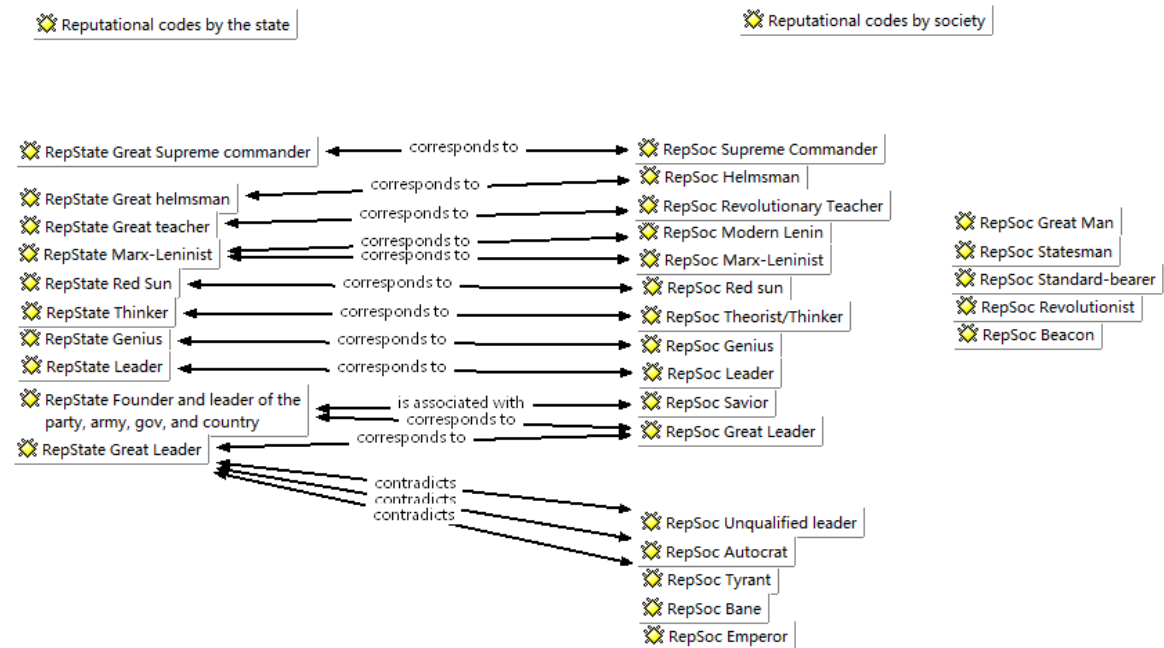 Reputational codes by the state
Reputational codes by society
RepState Great Supreme commander
corresponds to
RepSoc Supreme Commander
RepState Great helmsman
corresponds to
RepSoc Helmsman
RepState Great teacher
corresponds to
RepSoc Revolutionary Teacher
RepState Marx-Leninist
corresponds to
corresponds to
RepSoc Modern Lenin
RepSoc Marx-Leninist
RepState Red Sun
corresponds to
RepSoc Red sun
RepState Thinker
corresponds to
RepSoc Theorist/Thinker
RepState Genius
corresponds to
RepSoc Genius
RepState Leader
corresponds to
RepSoc Leader
RepState Founder and leader of the
party, army, gov, and country
is associated with
corresponds to
RepSoc Savior
RepSoc Great Leader
RepState Great Leader
corresponds to
contradicts
contradicts
contradicts
RepSoc Unqualified leader
RepSoc Autocrat
RepSoc Tyrant
RepSoc Bane
RepSoc Emperor
RepSoc Great Man
RepSoc Statesman
RepSoc Standard-bearer
RepSoc Revolutionist
RepSoc Beacon